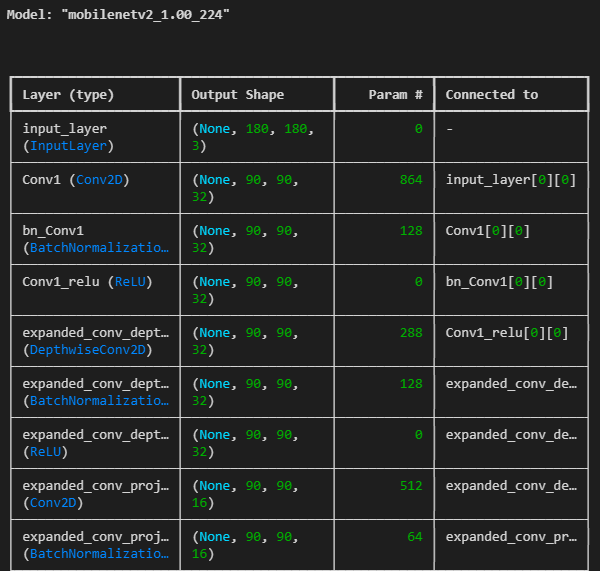 Model: "mobilenetv2_1.00_224"
Layer (type) Output Shape Param # Connected to
input_layer (None, 180, 180, 0 -
(InputLayer) 3)
Conv1 (Conv2D) (None, 90, 90, 864 input_layer[0][0]
32)
bn_Conv1 (None, 90, 90, 128 Conv1[0][0]
(BatchNormalizatio… 32)
Conv1_relu (ReLU) (None, 90, 90, 0 bn_Conv1[0][0]
32)
expanded_conv_dept… (None, 90, 90, 288 Conv1_relu[0][0]
(DepthwiseConv2D) 32)
expanded_conv_dept… (None, 90, 90, 128 expanded_conv_de…
(BatchNormalizatio… 32)
expanded_conv_dept… (None, 90, 90, 0 expanded_conv_de…
(ReLU) 32)
expanded_conv_proj… (None, 90, 90, 512 expanded_conv_de…
(Conv2D) 16)
expanded_conv_proj… (None, 90, 90, 64 expanded_conv_pr…
(BatchNormalizatio… 16)